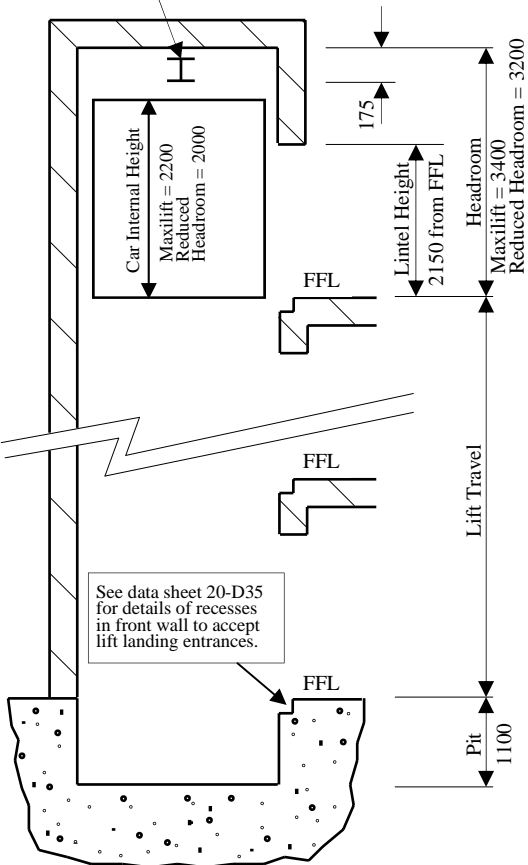 175
Car Internal Height
Maxilift = 2200
Reduced
Headroom = 2000
Lintel Height
2150 from FFL
Headroom
Maxilift = 3400
Reduced Headroom = 3200
FFL
FFL
Lift Travel
See data sheet 20-D35
for details of recesses
in front wall to accept
lift landing entrances.
FFL
Pit
1100